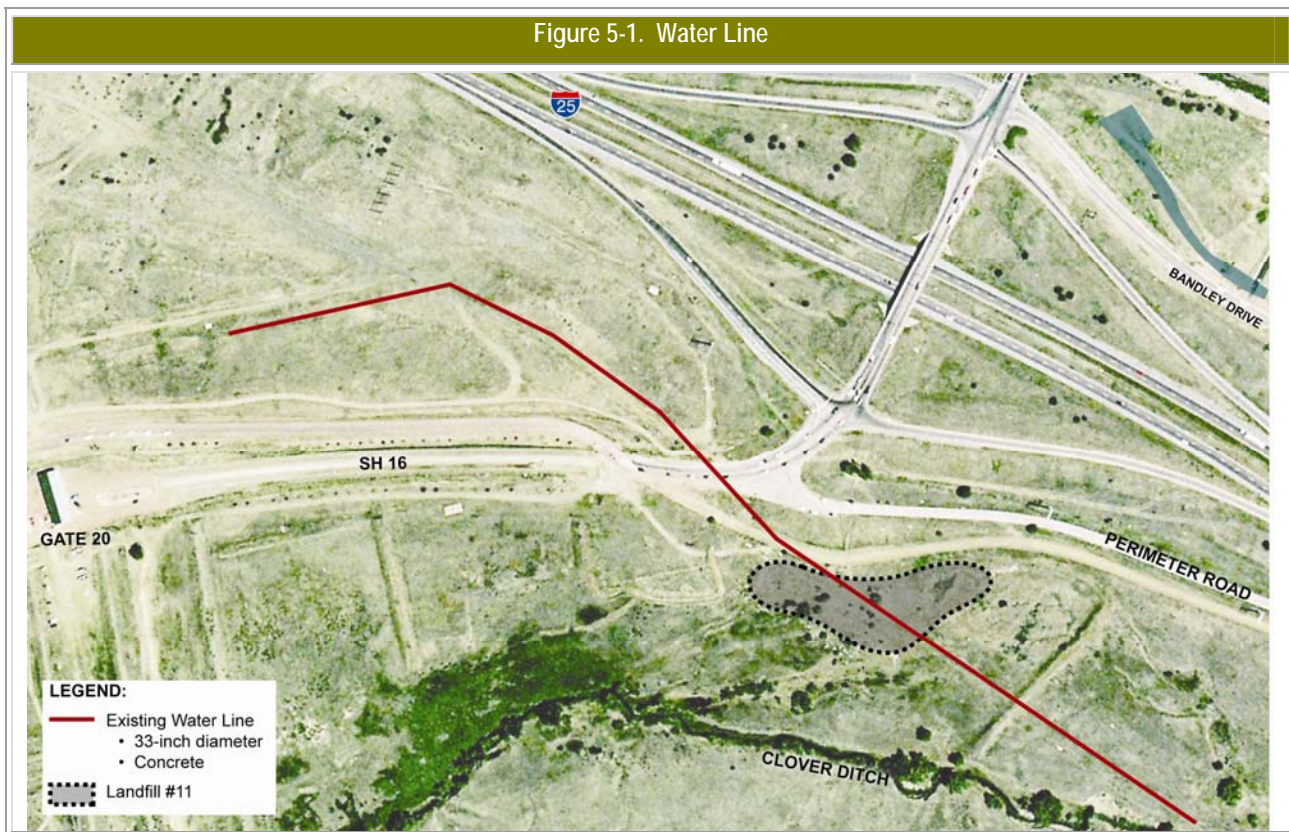 Figure 5-1. Water Line
25
BANDLEY DRIVE
SH 16
GATE 20
PERIMETER ROAD
CLOVER DITCH
LEGEND:
Existing Water Line
• 33-inch diameter
• Concrete
Landfill #11